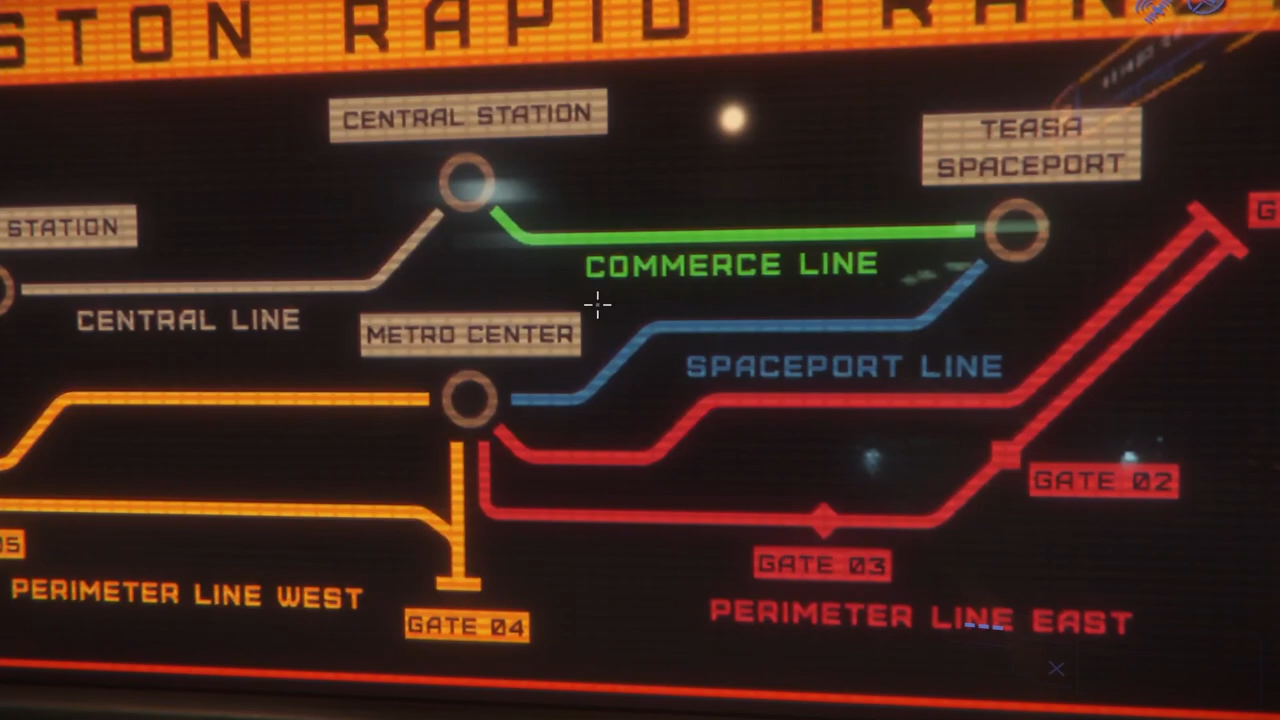 STON RAPID TRANS
CENTRAL STATION
TEASA
SPACEPORT
STATION
G
COMMERCE LINE
CENTRAL LINE
METRO CENTER
SPACEPORT LINE
GATE 02
05
GATE 03
PERIMETER LINE WEST
PERIMETER LINE EAST
GATE 04